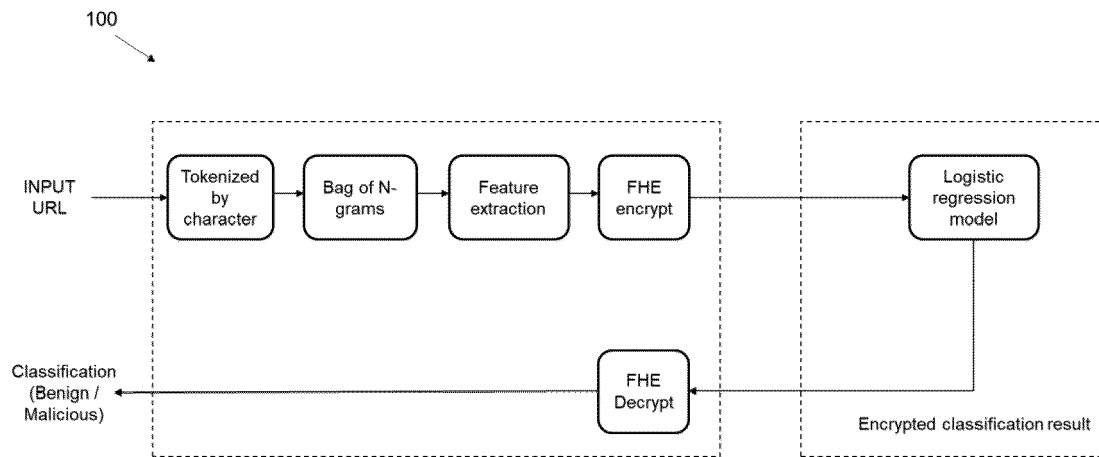 100
INPUT
URL
Tokenized
by
character
Bag of N-
grams
Feature
extraction
FHE
encrypt
Logistic
regression
model
Classification
(Benign /
Malicious)
FHE
Decrypt
Encrypted classification result